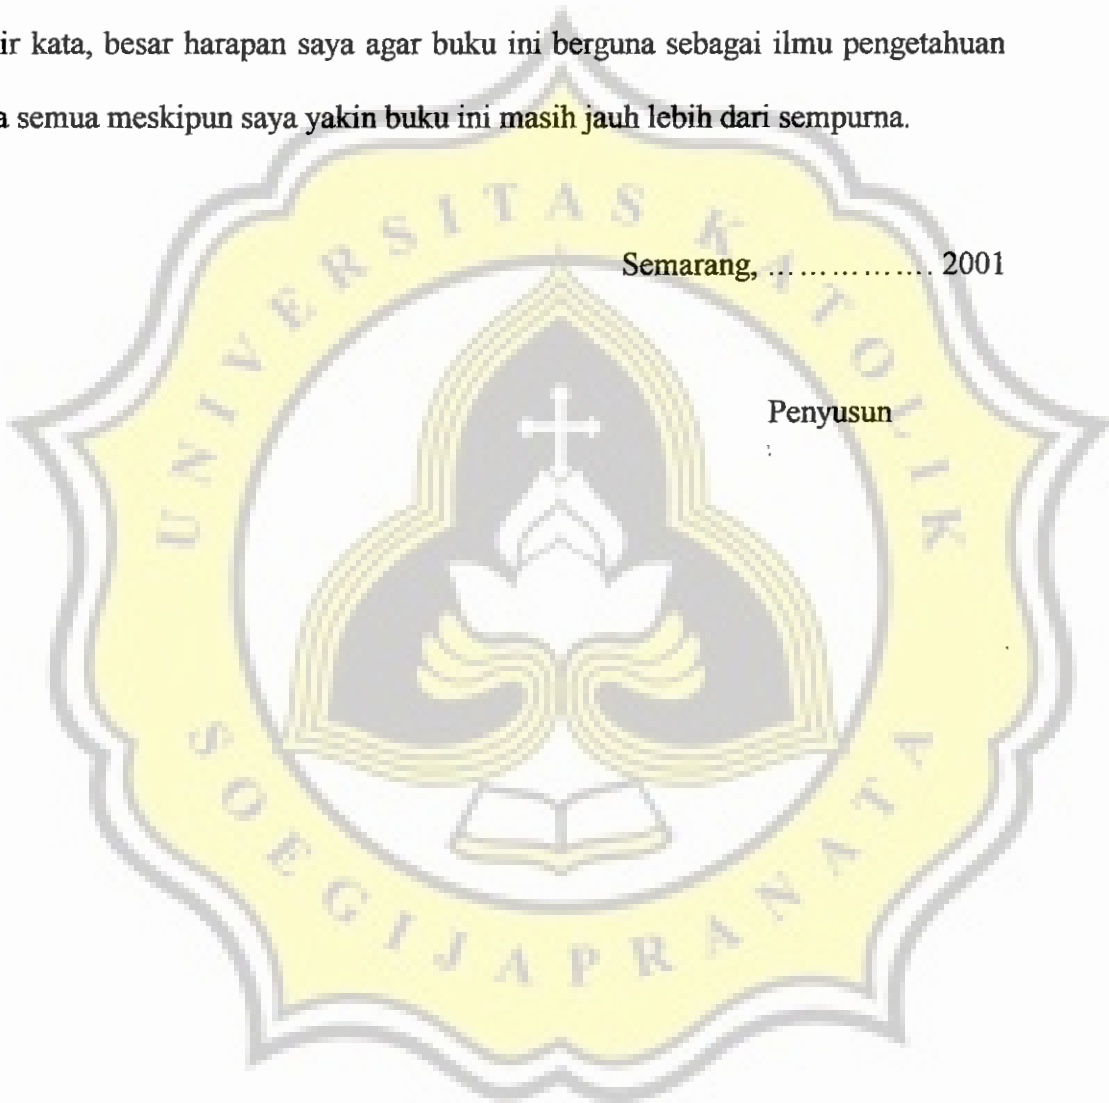 ir kata, besar harapan saya agar buku ini berguna sebagai ilmu pengetahuan
a semua meskipun saya yakin buku ini masih jauh lebih dari sempurna.
Semarang, ................ 2001
Penyusun
UNIVERSITAS KATOLIK
SOEGIJAPRANATA